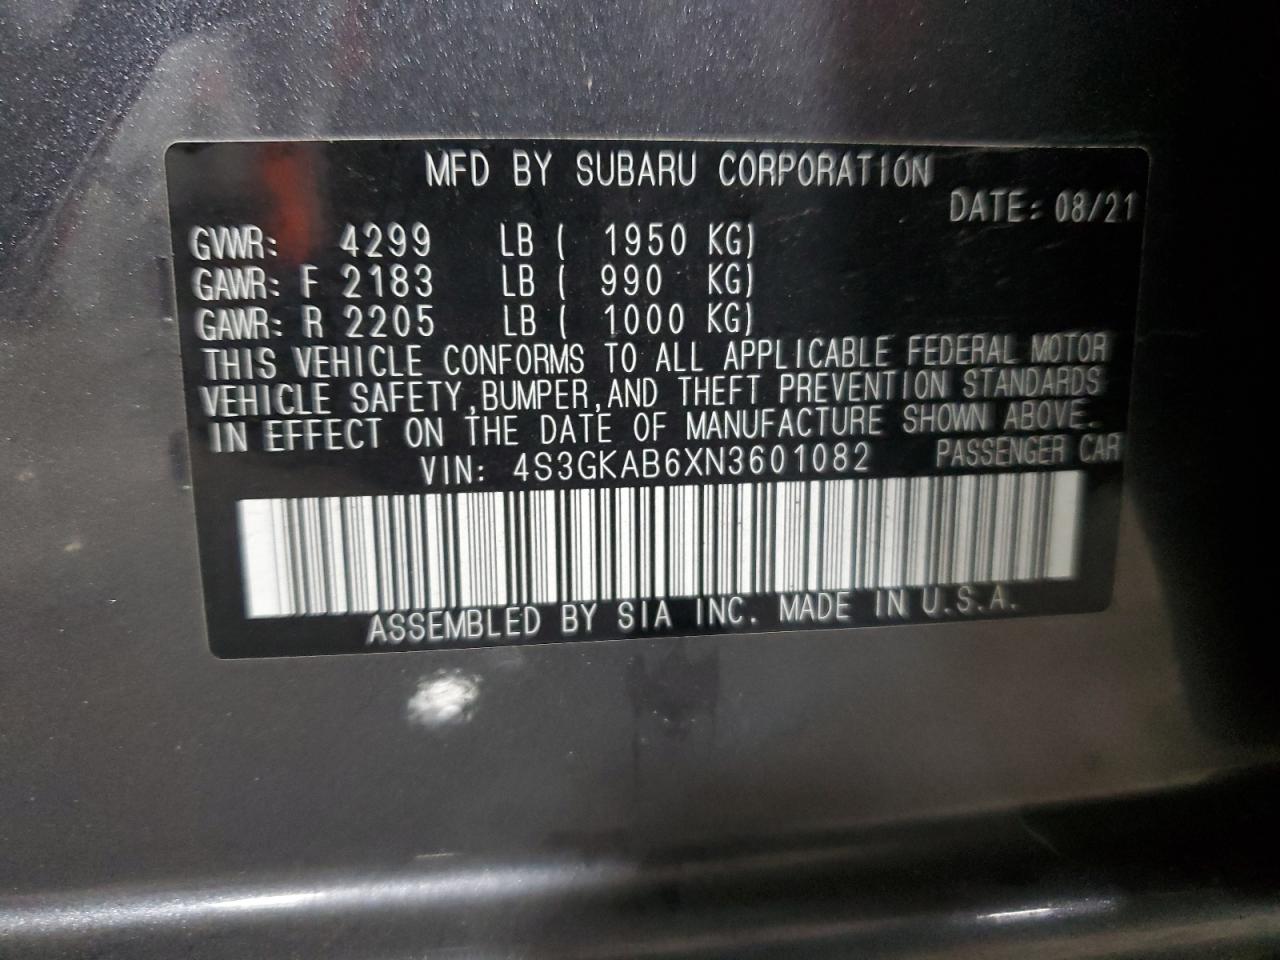 MFD BY SUBARU CORPORATION
DATE: 08/21
GVWR: 4299 LB ( 1950 KG)
GAWR: F 2183 LB ( 990 KG)
GAWR: R 2205 LB ( 1000 KG)
THIS VEHICLE CONFORMS TO ALL APPLICABLE FEDERAL MOTOR
VEHICLE SAFETY,BUMPER,AND THEFT PREVENTION STANDARDS
IN EFFECT ON THE DATE OF MANUFACTURE SHOWN ABOVE.
VIN: 4S3GKAB6XN3601082 PASSENGER CAR
ASSEMBLED BY SIA INC. MADE IN U.S.A.